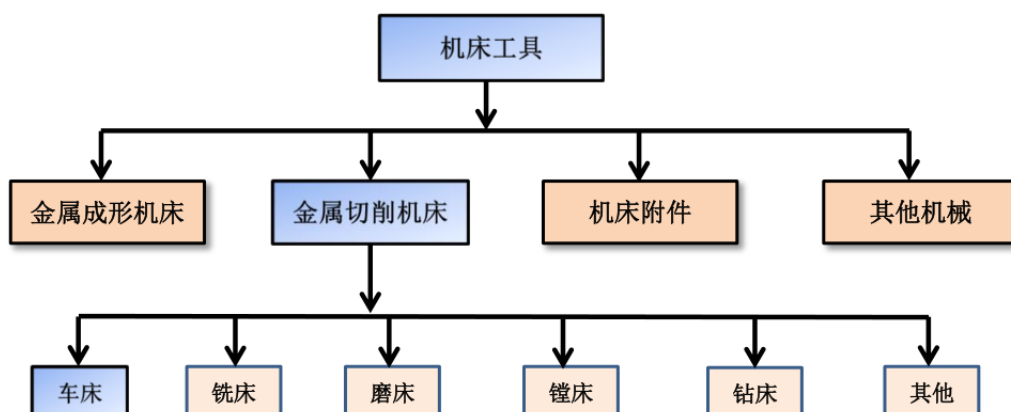 机床工具
金属成形机床
金属切削机床
机床附件
其他机械
车床
铣床
磨床
镗床
钻床
其他